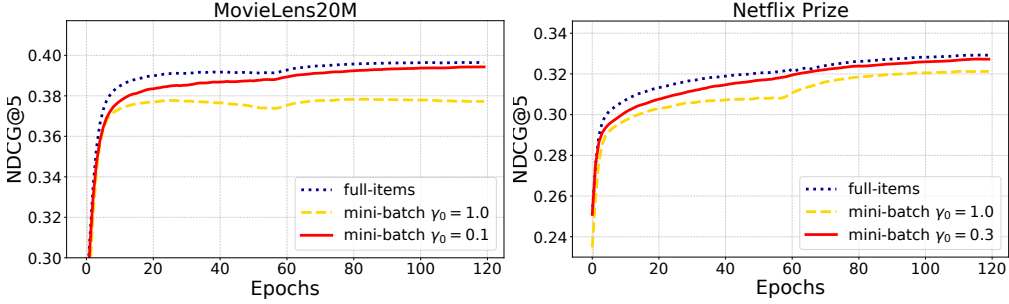 MovieLens20M
NDCG@5
0.40
0.38
0.36
0.34
0.32
0.30
0 20 40 60 80 100 120
Epochs
full-items
mini-batch γ₀ = 1.0
mini-batch γ₀ = 0.1
Netflix Prize
NDCG@5
0.34
0.32
0.30
0.28
0.26
0.24
0 20 40 60 80 100 120
Epochs
full-items
mini-batch γ₀ = 1.0
mini-batch γ₀ = 0.3